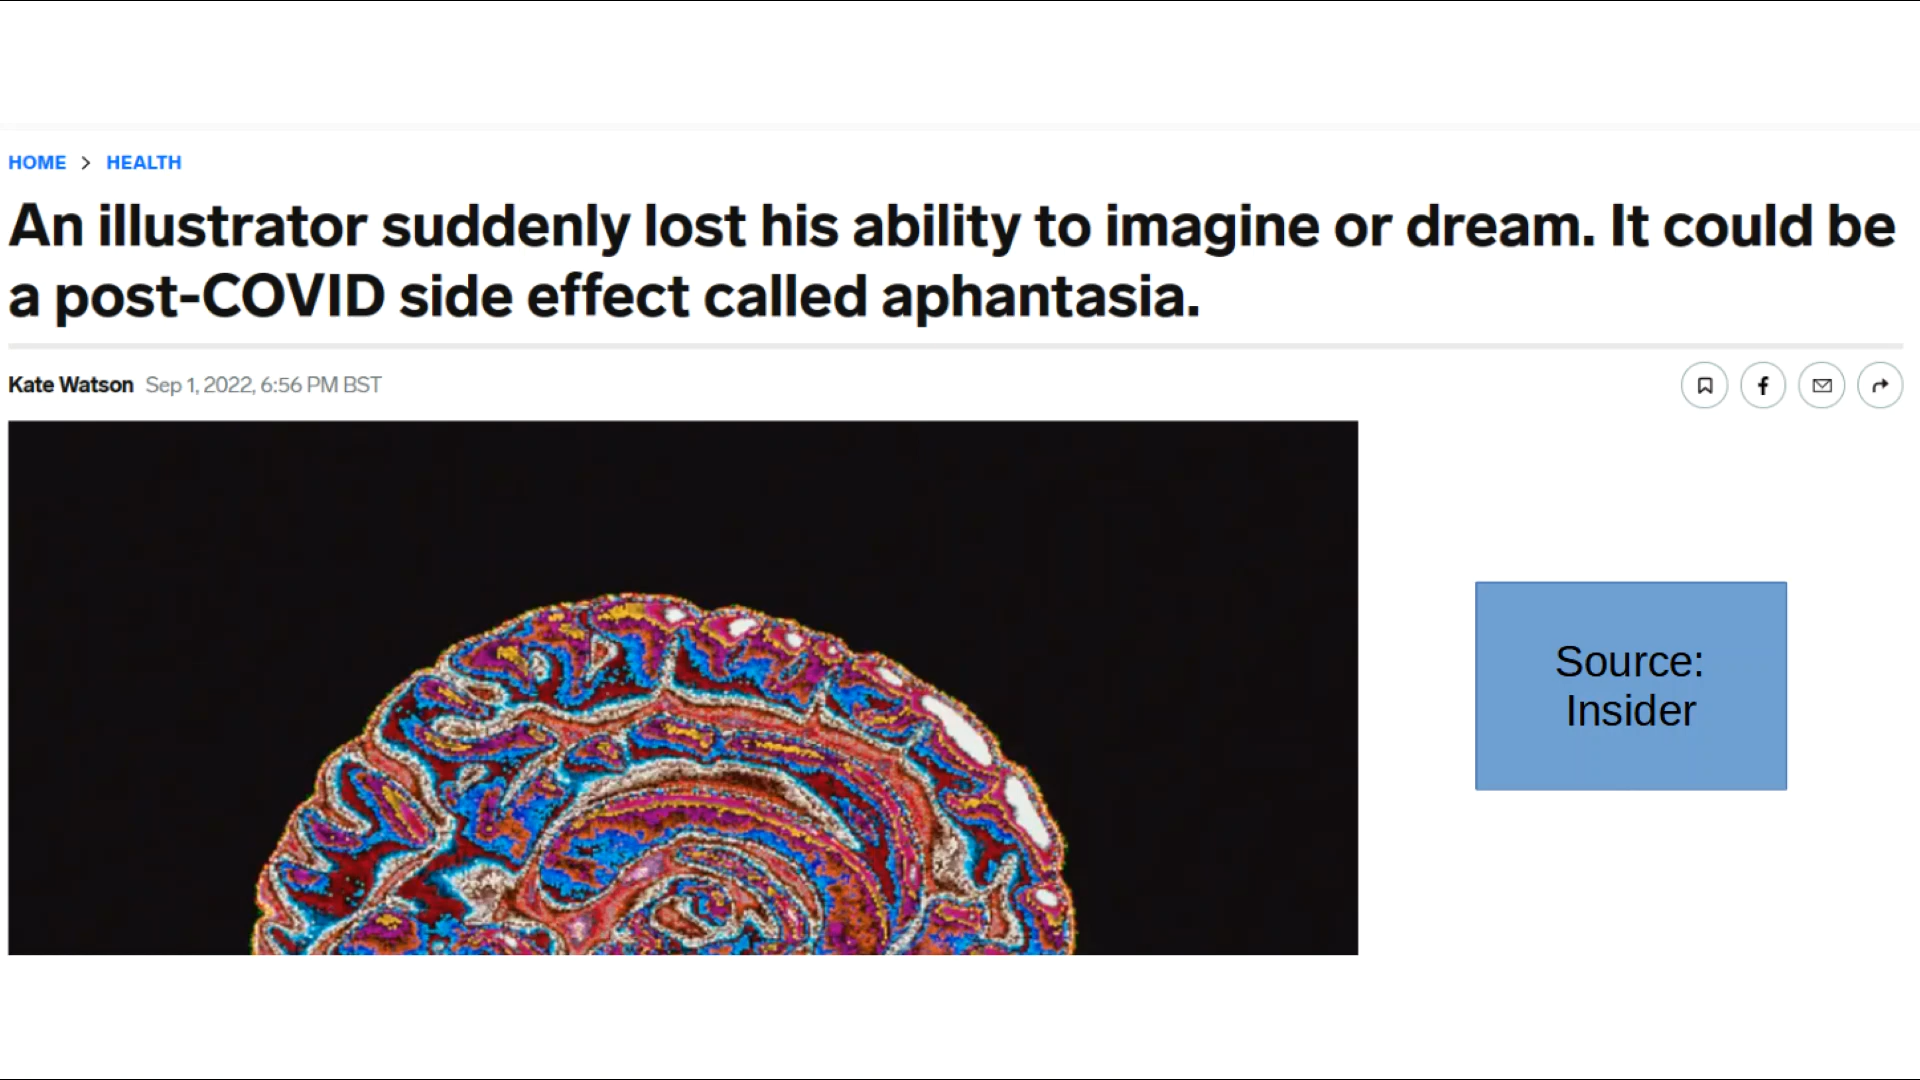 HOME > HEALTH
An illustrator suddenly lost his ability to imagine or dream. It could be
a post-COVID side effect called aphantasia.
Kate Watson Sep 1, 2022, 6:56 PM BST
Source:
Insider